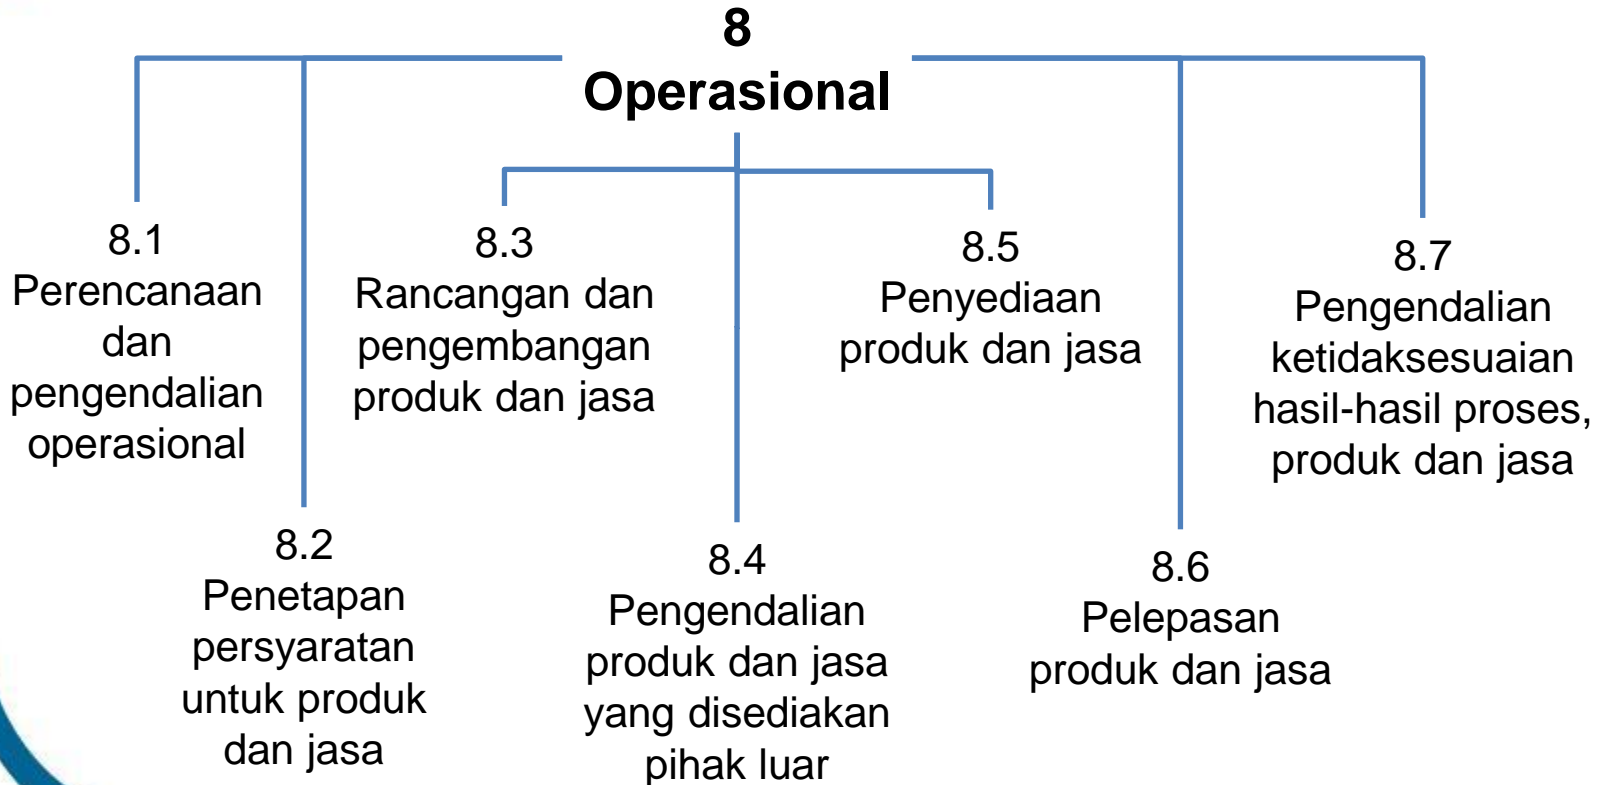 8
Operasional
8.1
Perencanaan
dan
pengendalian
operasional
8.2
Penetapan
persyaratan
untuk produk
dan jasa
8.3
Rancangan dan
pengembangan
produk dan jasa
8.4
Pengendalian
produk dan jasa
yang disediakan
pihak luar
8.5
Penyediaan
produk dan jasa
8.6
Pelepasan
produk dan jasa
8.7
Pengendalian
ketidaksesuaian
hasil-hasil proses,
produk dan jasa